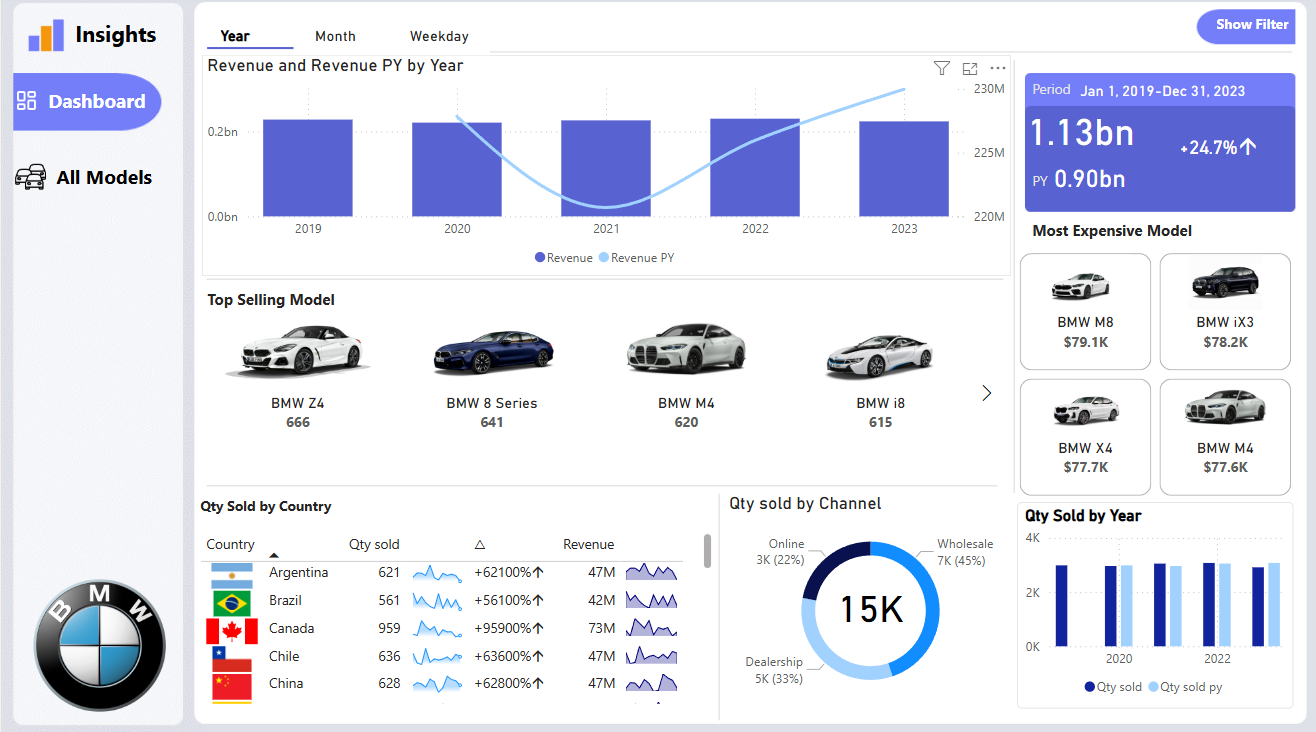 Insights
Dashboard
All Models
BMW
Year Month Weekday
Show Filter
Revenue and Revenue PY by Year
230M
0.2bn
225M
0.0bn
220M
2019 2020 2021 2022 2023
Revenue Revenue PY
Period Jan 1, 2019-Dec 31, 2023
1.13bn
+24.7%↑
PY 0.90bn
Most Expensive Model
BMW M8
$79.1K
BMW iX3
$78.2K
BMW X4
$77.7K
BMW M4
$77.6K
Top Selling Model
BMW Z4
666
BMW 8 Series
641
BMW M4
620
BMW i8
615
Qty Sold by Country
Country Qty sold △ Revenue
Argentina 621 +62100%↑ 47M
Brazil 561 +56100%↑ 42M
Canada 959 +95900%↑ 73M
Chile 636 +63600%↑ 47M
China 628 +62800%↑ 47M
Qty sold by Channel
Online
3K (22%)
Wholesale
7K (45%)
15K
Dealership
5K (33%)
Qty Sold by Year
4K
2K
0K
2020 2022
Qty sold Qty sold py